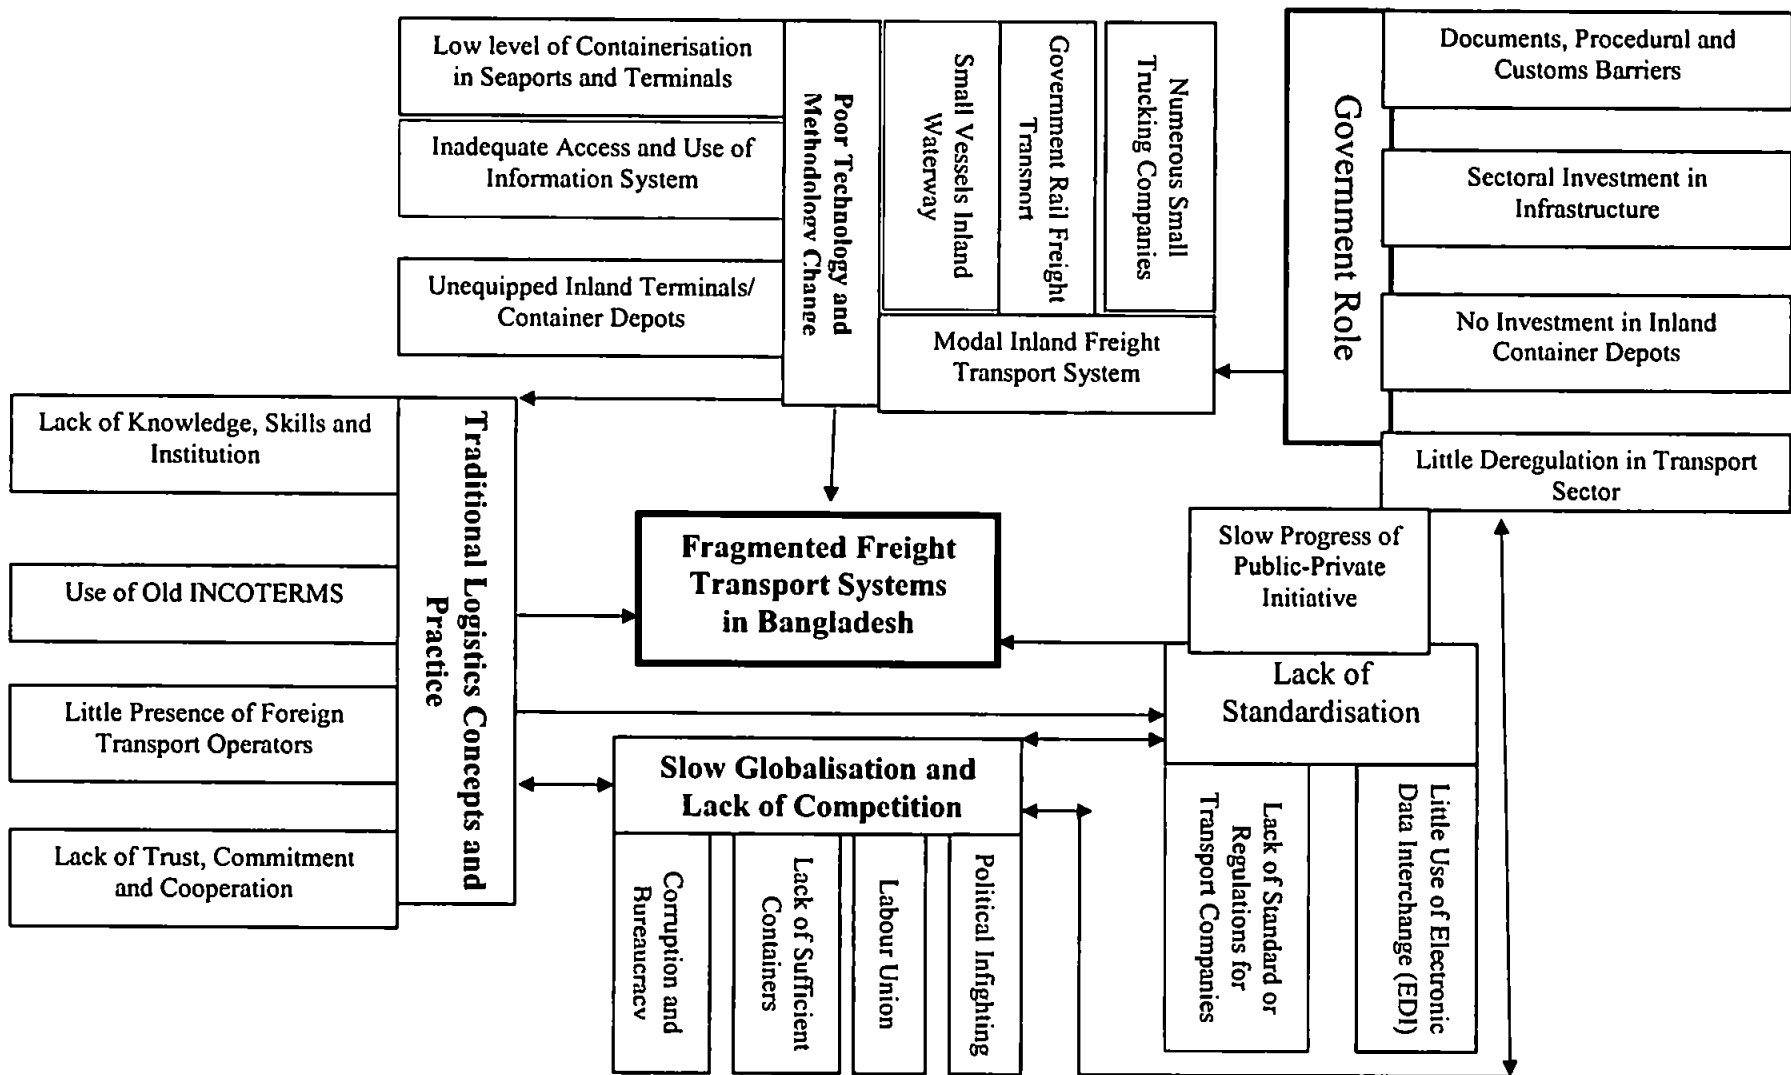 Low level of Containerisation
in Seaports and Terminals
Inadequate Access and Use of
Information System
Unequipped Inland Terminals/
Container Depots
Poor Technology and
Methodology Change
Small Vessels Inland
Waterway
Government Rail Freight
Transport
Numerous Small
Trucking Companies
Modal Inland Freight
Transport System
Government Role
Documents, Procedural and
Customs Barriers
Sectoral Investment in
Infrastructure
No Investment in Inland
Container Depots
Little Deregulation in Transport
Sector
Lack of Knowledge, Skills and
Institution
Use of Old INCOTERMS
Little Presence of Foreign
Transport Operators
Lack of Trust, Commitment
and Cooperation
Traditional Logistics Concepts and
Practice
Fragmented Freight
Transport Systems
in Bangladesh
Slow Progress of
Public-Private
Initiative
Lack of
Standardisation
Slow Globalisation and
Lack of Competition
Corruption and
Bureaucracy
Lack of Sufficient
Containers
Labour Union
Political Infighting
Lack of Standard or
Regulations for
Transport Companies
Little Use of Electronic
Data Interchange (EDI)